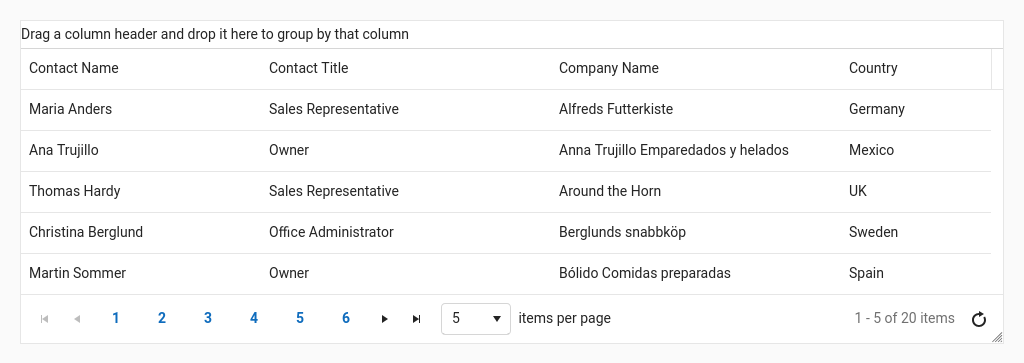 Drag a column header and drop it here to group by that column
Contact Name Contact Title Company Name Country
Maria Anders Sales Representative Alfreds Futterkiste Germany
Ana Trujillo Owner Anna Trujillo Emparedados y helados Mexico
Thomas Hardy Sales Representative Around the Horn UK
Christina Berglund Office Administrator Berglunds snabbköp Sweden
Martin Sommer Owner Bólido Comidas preparadas Spain
1 2 3 4 5 6 5 items per page 1 - 5 of 20 items